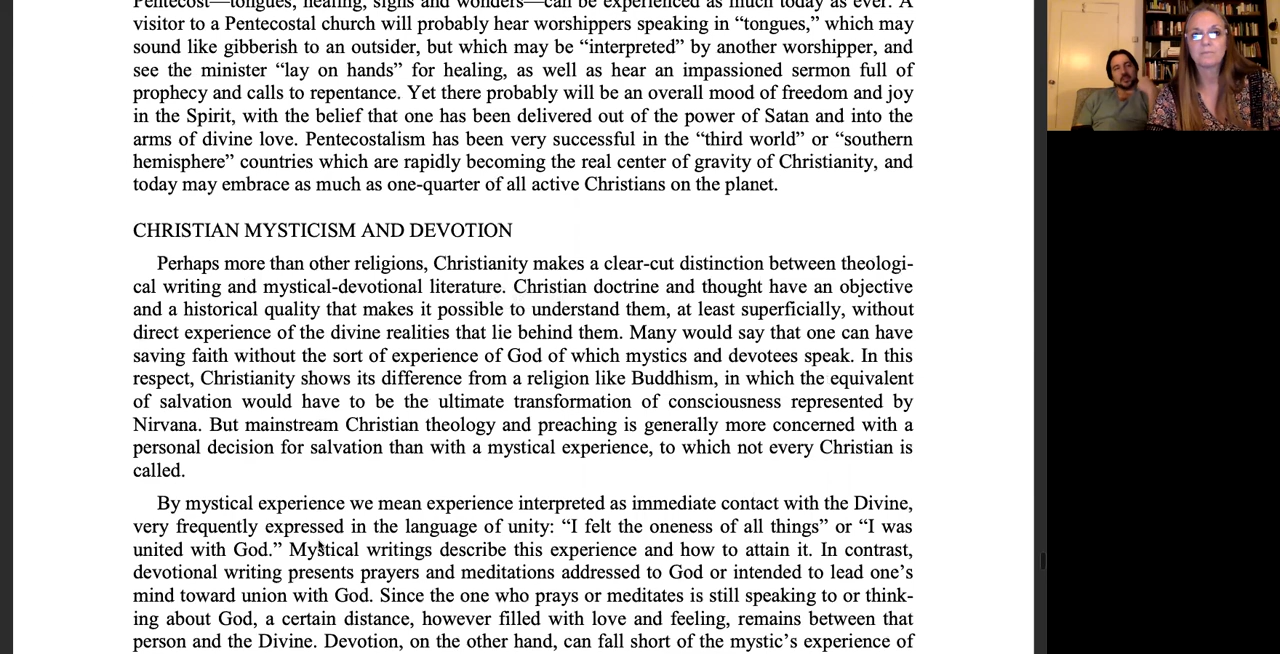 Pentecost—tongues, healing, signs and wonders—can be experienced as much today as ever. A
visitor to a Pentecostal church will probably hear worshippers speaking in “tongues,” which may
sound like gibberish to an outsider, but which may be “interpreted” by another worshipper, and
see the minister “lay on hands” for healing, as well as hear an impassioned sermon full of
prophecy and calls to repentance. Yet there probably will be an overall mood of freedom and joy
in the Spirit, with the belief that one has been delivered out of the power of Satan and into the
arms of divine love. Pentecostalism has been very successful in the “third world” or “southern
hemisphere” countries which are rapidly becoming the real center of gravity of Christianity, and
today may embrace as much as one-quarter of all active Christians on the planet.
CHRISTIAN MYSTICISM AND DEVOTION
Perhaps more than other religions, Christianity makes a clear-cut distinction between theologi-
cal writing and mystical-devotional literature. Christian doctrine and thought have an objective
and a historical quality that makes it possible to understand them, at least superficially, without
direct experience of the divine realities that lie behind them. Many would say that one can have
saving faith without the sort of experience of God of which mystics and devotees speak. In this
respect, Christianity shows its difference from a religion like Buddhism, in which the equivalent
of salvation would have to be the ultimate transformation of consciousness represented by
Nirvana. But mainstream Christian theology and preaching is generally more concerned with a
personal decision for salvation than with a mystical experience, to which not every Christian is
called.
By mystical experience we mean experience interpreted as immediate contact with the Divine,
very frequently expressed in the language of unity: “I felt the oneness of all things” or “I was
united with God.” Mystical writings describe this experience and how to attain it. In contrast,
devotional writing presents prayers and meditations addressed to God or intended to lead one’s
mind toward union with God. Since the one who prays or meditates is still speaking to or think-
ing about God, a certain distance, however filled with love and feeling, remains between that
person and the Divine. Devotion, on the other hand, can fall short of the mystic’s experience of